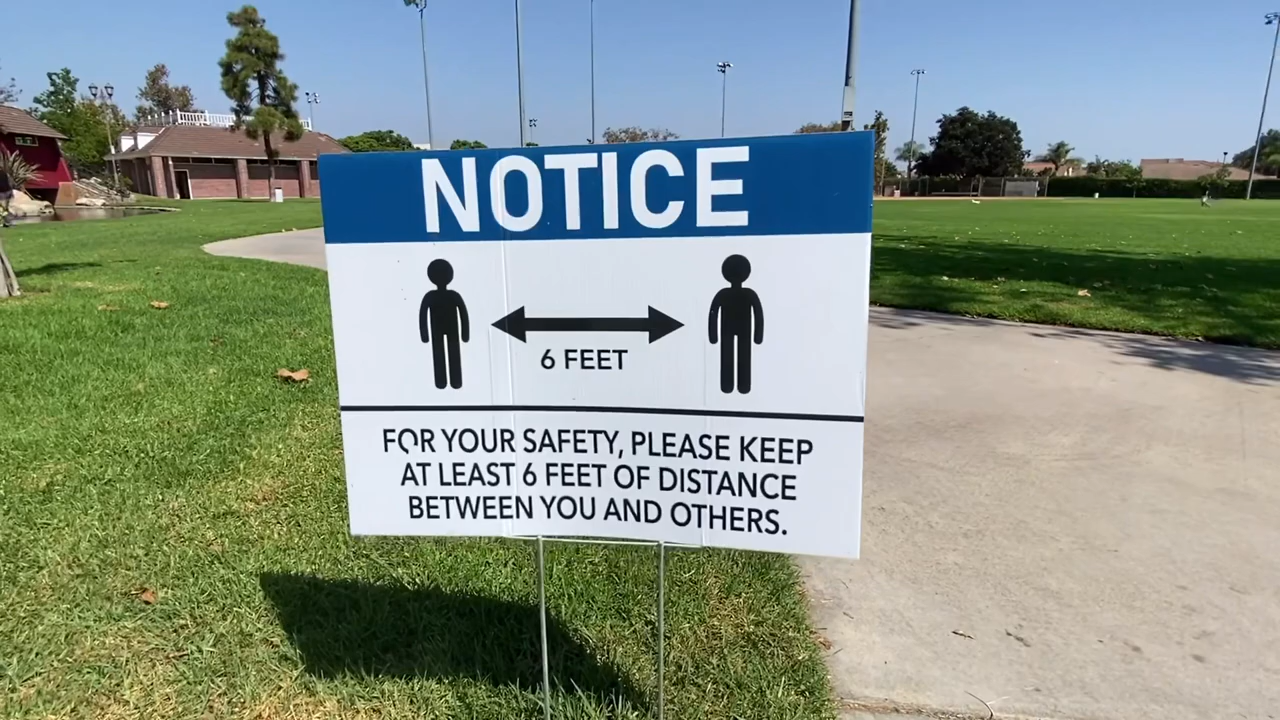 NOTICE
6 FEET
FOR YOUR SAFETY, PLEASE KEEP
AT LEAST 6 FEET OF DISTANCE
BETWEEN YOU AND OTHERS.